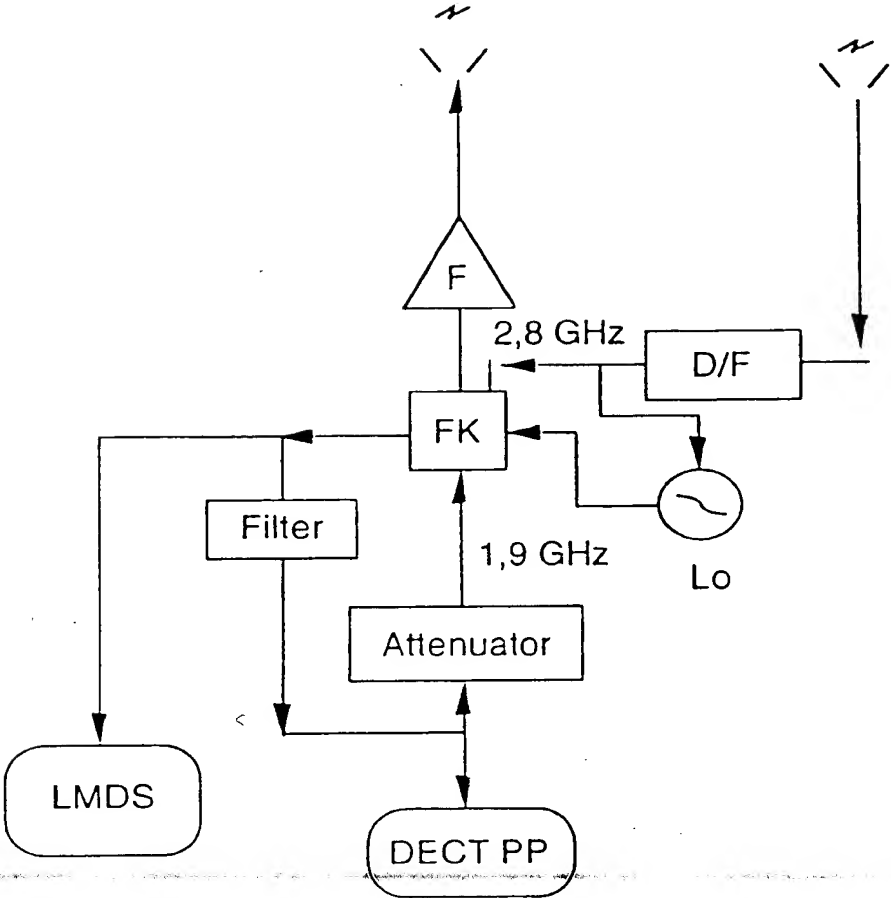 F
2,8 GHz
D/F
FK
Filter
1,9 GHz
Lo
Attenuator
LMDS
DECT PP